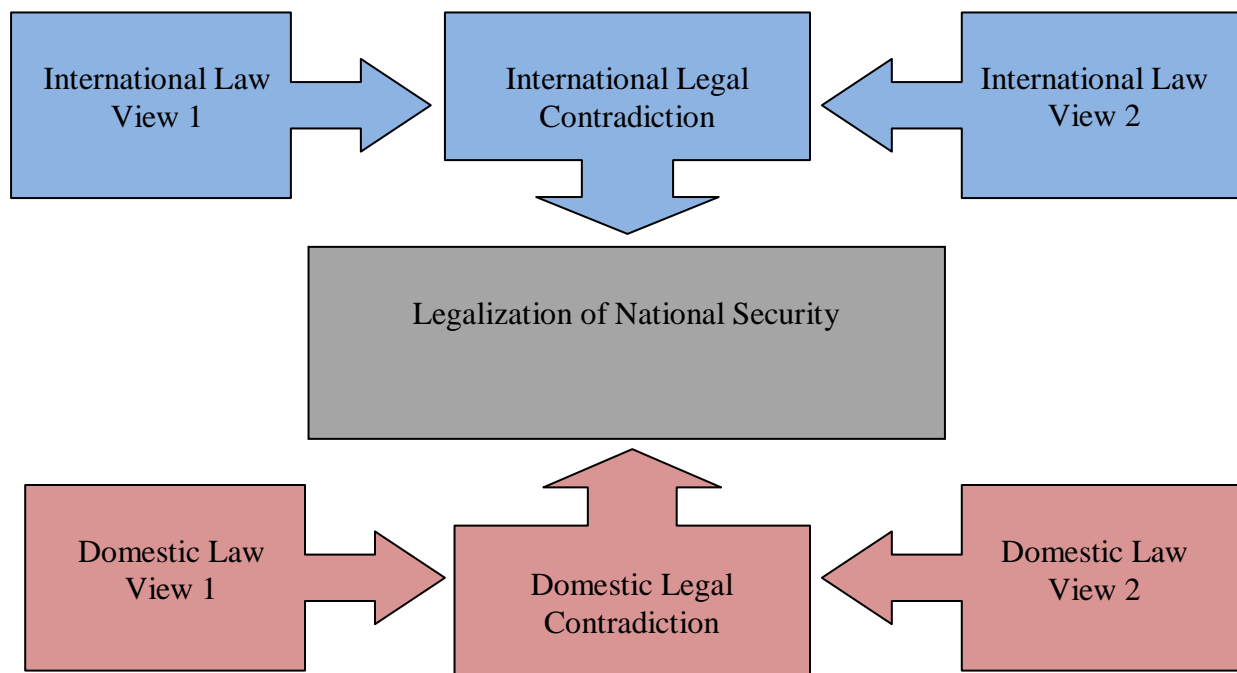 International Law
View 1
International Legal
Contradiction
International Law
View 2
Legalization of National Security
Domestic Law
View 1
Domestic Legal
Contradiction
Domestic Law
View 2